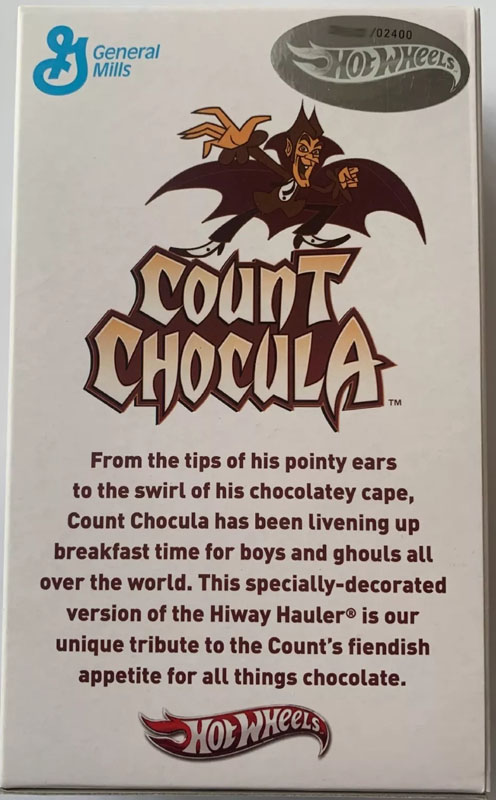 General
Mills
/02400
HOT WHEELS
COUNT
CHOCULA™
From the tips of his pointy ears
to the swirl of his chocolatey cape,
Count Chocula has been livening up
breakfast time for boys and ghouls all
over the world. This specially-decorated
version of the Hiway Hauler® is our
unique tribute to the Count's fiendish
appetite for all things chocolate.
HOT WHEELS